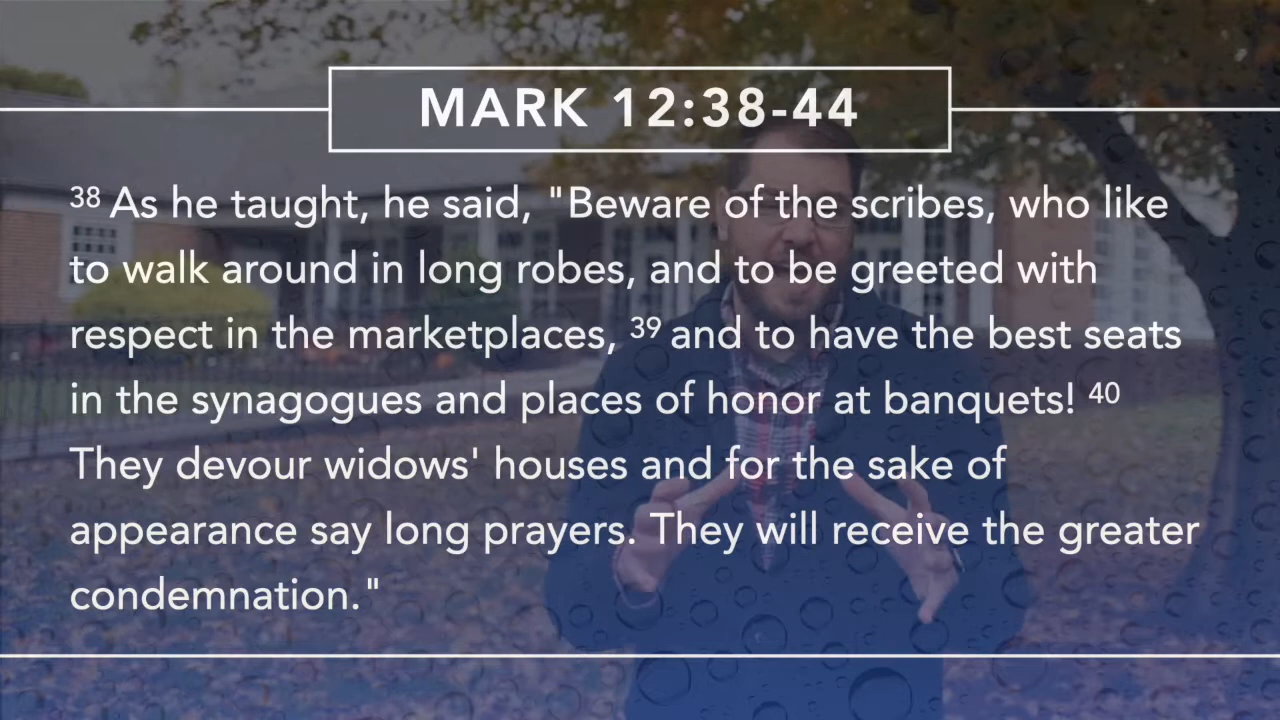 MARK 12:38-44
38 As he taught, he said, "Beware of the scribes, who like
to walk around in long robes, and to be greeted with
respect in the marketplaces, 39 and to have the best seats
in the synagogues and places of honor at banquets! 40
They devour widows' houses and for the sake of
appearance say long prayers. They will receive the greater
condemnation."